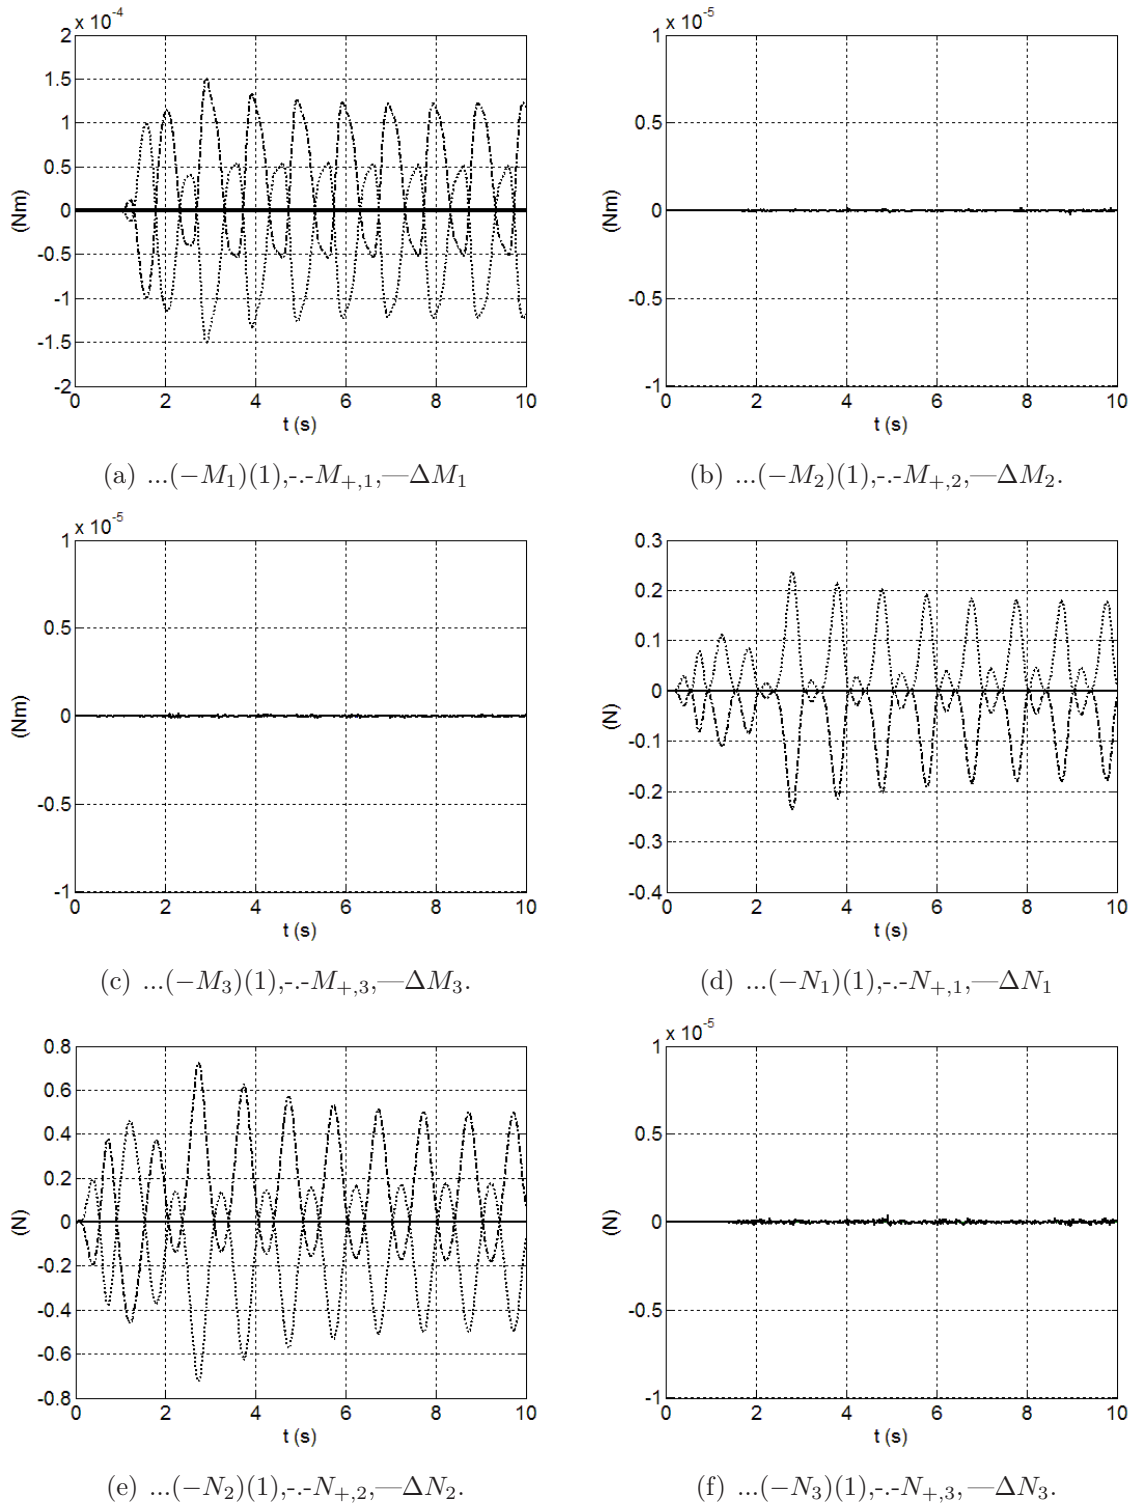 x 10^-4
2
1.5
1
0.5
0
-0.5
-1
-1.5
-2
(Nm)
0 2 4 6 8 10
t (s)
(a) ...(−M₁)(1),-.-M₊,₁,—ΔM₁
x 10^-5
1
0.5
0
-0.5
-1
(Nm)
0 2 4 6 8 10
t (s)
(b) ...(−M₂)(1),-.-M₊,₂,—ΔM₂.
x 10^-5
1
0.5
0
-0.5
-1
(Nm)
0 2 4 6 8 10
t (s)
(c) ...(−M₃)(1),-.-M₊,₃,—ΔM₃.
0.3
0.2
0.1
0
-0.1
-0.2
-0.3
-0.4
(N)
0 2 4 6 8 10
t (s)
(d) ...(−N₁)(1),-.-N₊,₁,—ΔN₁
0.8
0.6
0.4
0.2
0
-0.2
-0.4
-0.6
-0.8
(N)
0 2 4 6 8 10
t (s)
(e) ...(−N₂)(1),-.-N₊,₂,—ΔN₂.
x 10^-5
1
0.5
0
-0.5
-1
(N)
0 2 4 6 8 10
t (s)
(f) ...(−N₃)(1),-.-N₊,₃, —ΔN₃.